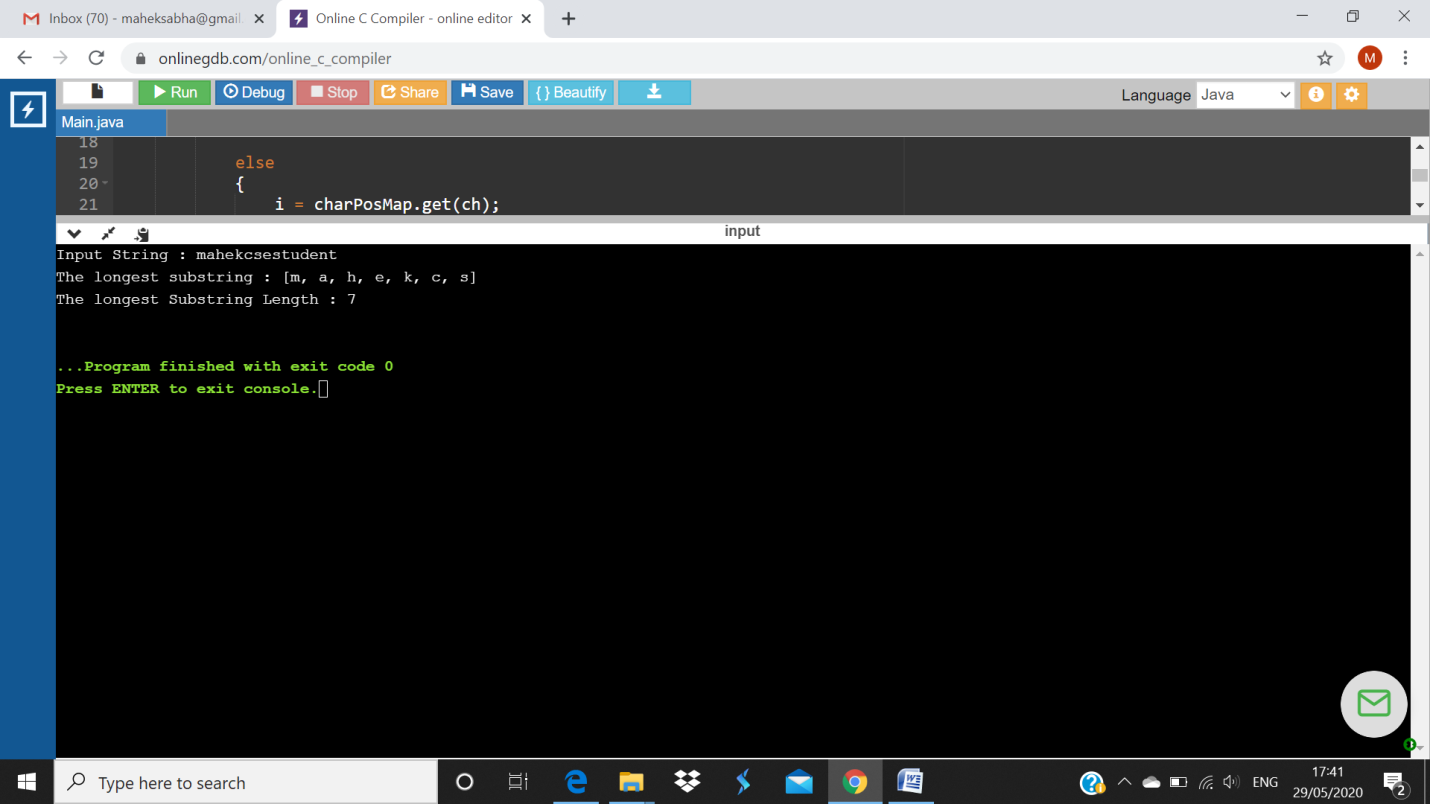 Inbox (70) - maheksabha@gmail.
Online C Compiler - online editor
onlinegdb.com/online_c_compiler
M
Run Debug Stop Share Save { } Beautify
Language Java
Main.java
18
19 else
20 {
21 i = charPosMap.get(ch);
input
Input String : mahekcsestudent
The longest substring : [m, a, h, e, k, c, s]
The longest Substring Length : 7
...Program finished with exit code 0
Press ENTER to exit console.
Type here to search
ENG
17:41
29/05/2020
2